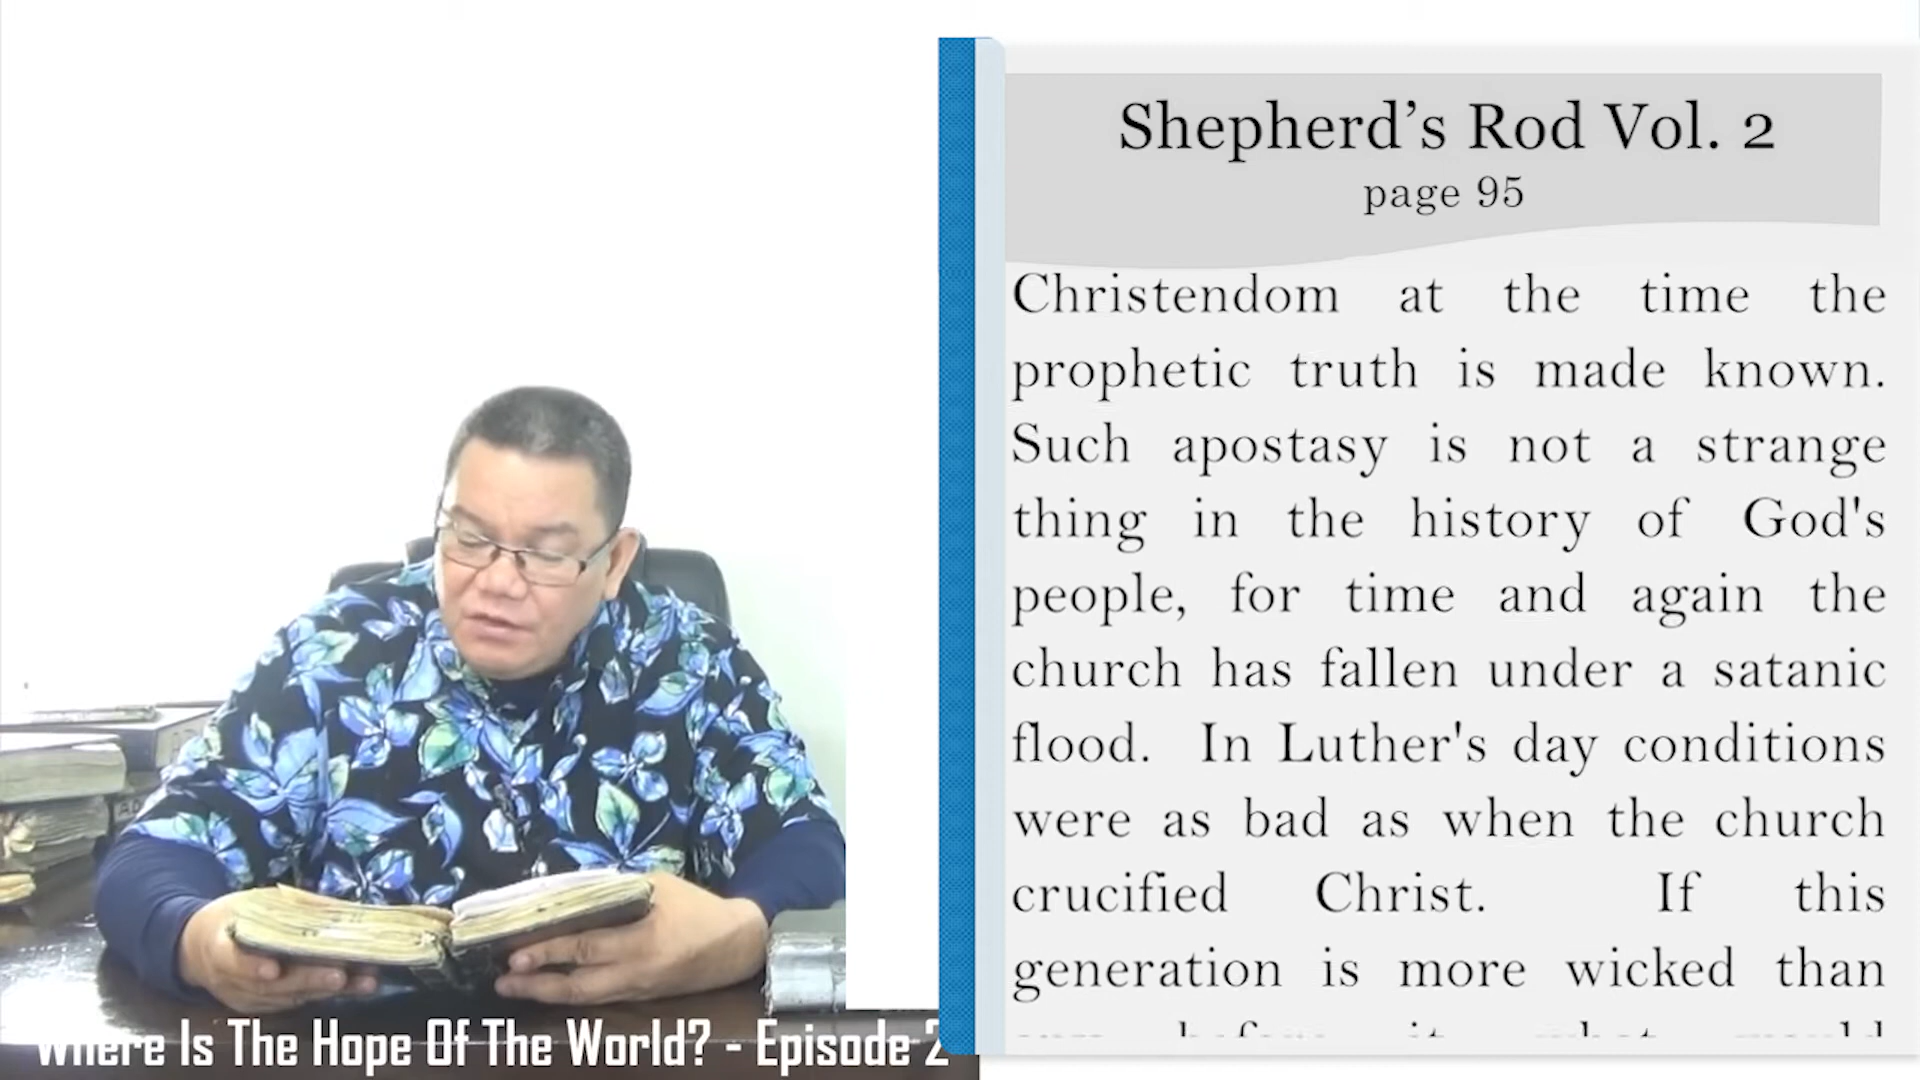 Shepherd’s Rod Vol. 2
page 95
Christendom at the time the
prophetic truth is made known.
Such apostasy is not a strange
thing in the history of God's
people, for time and again the
church has fallen under a satanic
flood. In Luther's day conditions
were as bad as when the church
crucified Christ. If this
generation is more wicked than
Where Is The Hope Of The World? - Episode 2